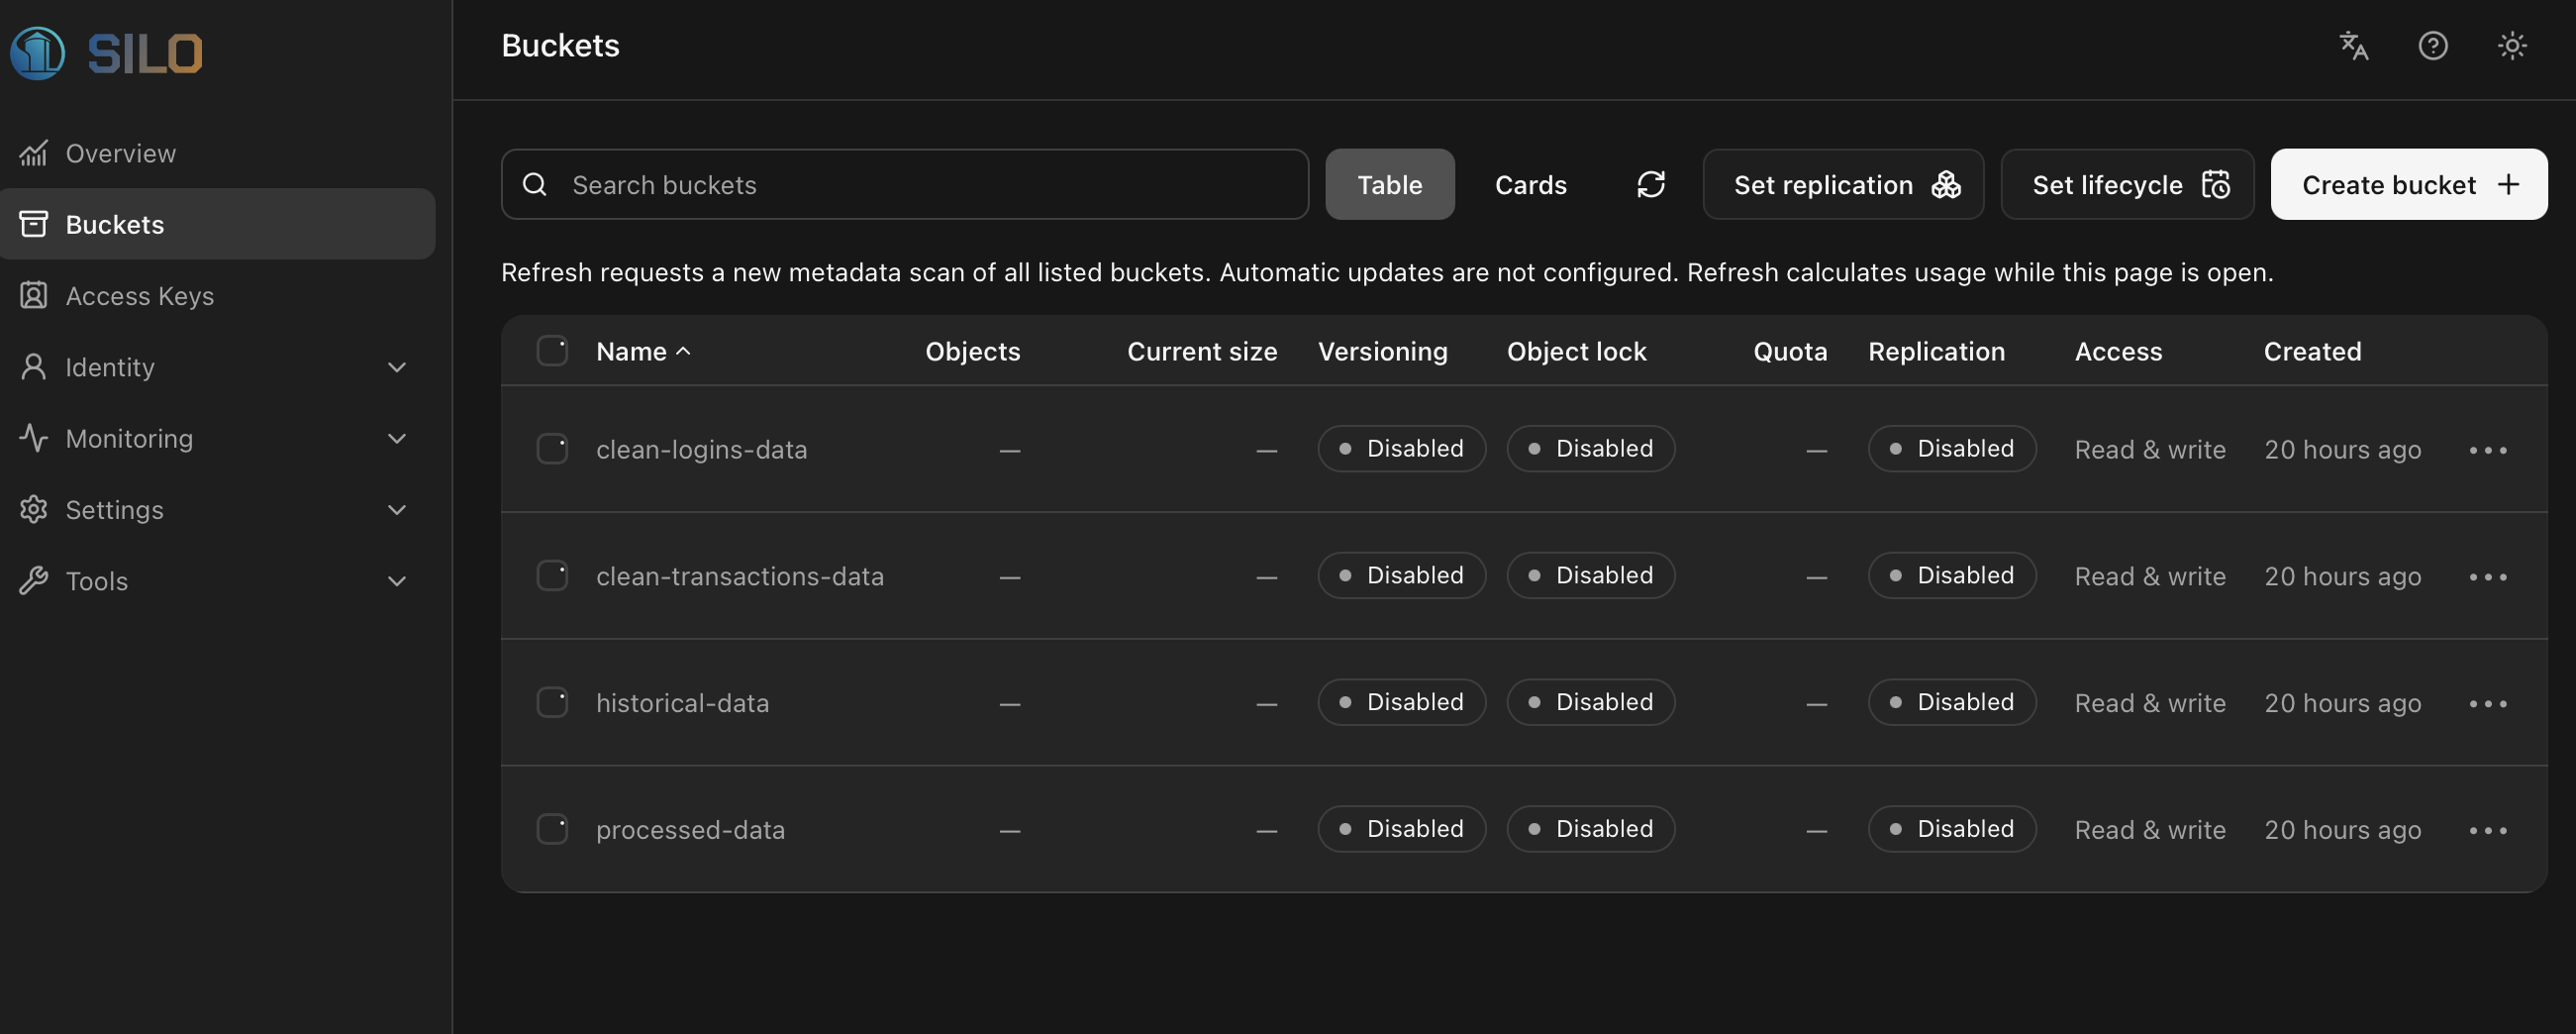 SILO
Overview
Buckets
Access Keys
Identity
Monitoring
Settings
Tools
Buckets
Search buckets
Table Cards Set replication Set lifecycle Create bucket
Refresh requests a new metadata scan of all listed buckets. Automatic updates are not configured. Refresh calculates usage while this page is open.
Name Objects Current size Versioning Object lock Quota Replication Access Created
clean-logins-data — — Disabled Disabled — Disabled Read & write 20 hours ago
clean-transactions-data — — Disabled Disabled — Disabled Read & write 20 hours ago
historical-data — — Disabled Disabled — Disabled Read & write 20 hours ago
processed-data — — Disabled Disabled — Disabled Read & write 20 hours ago